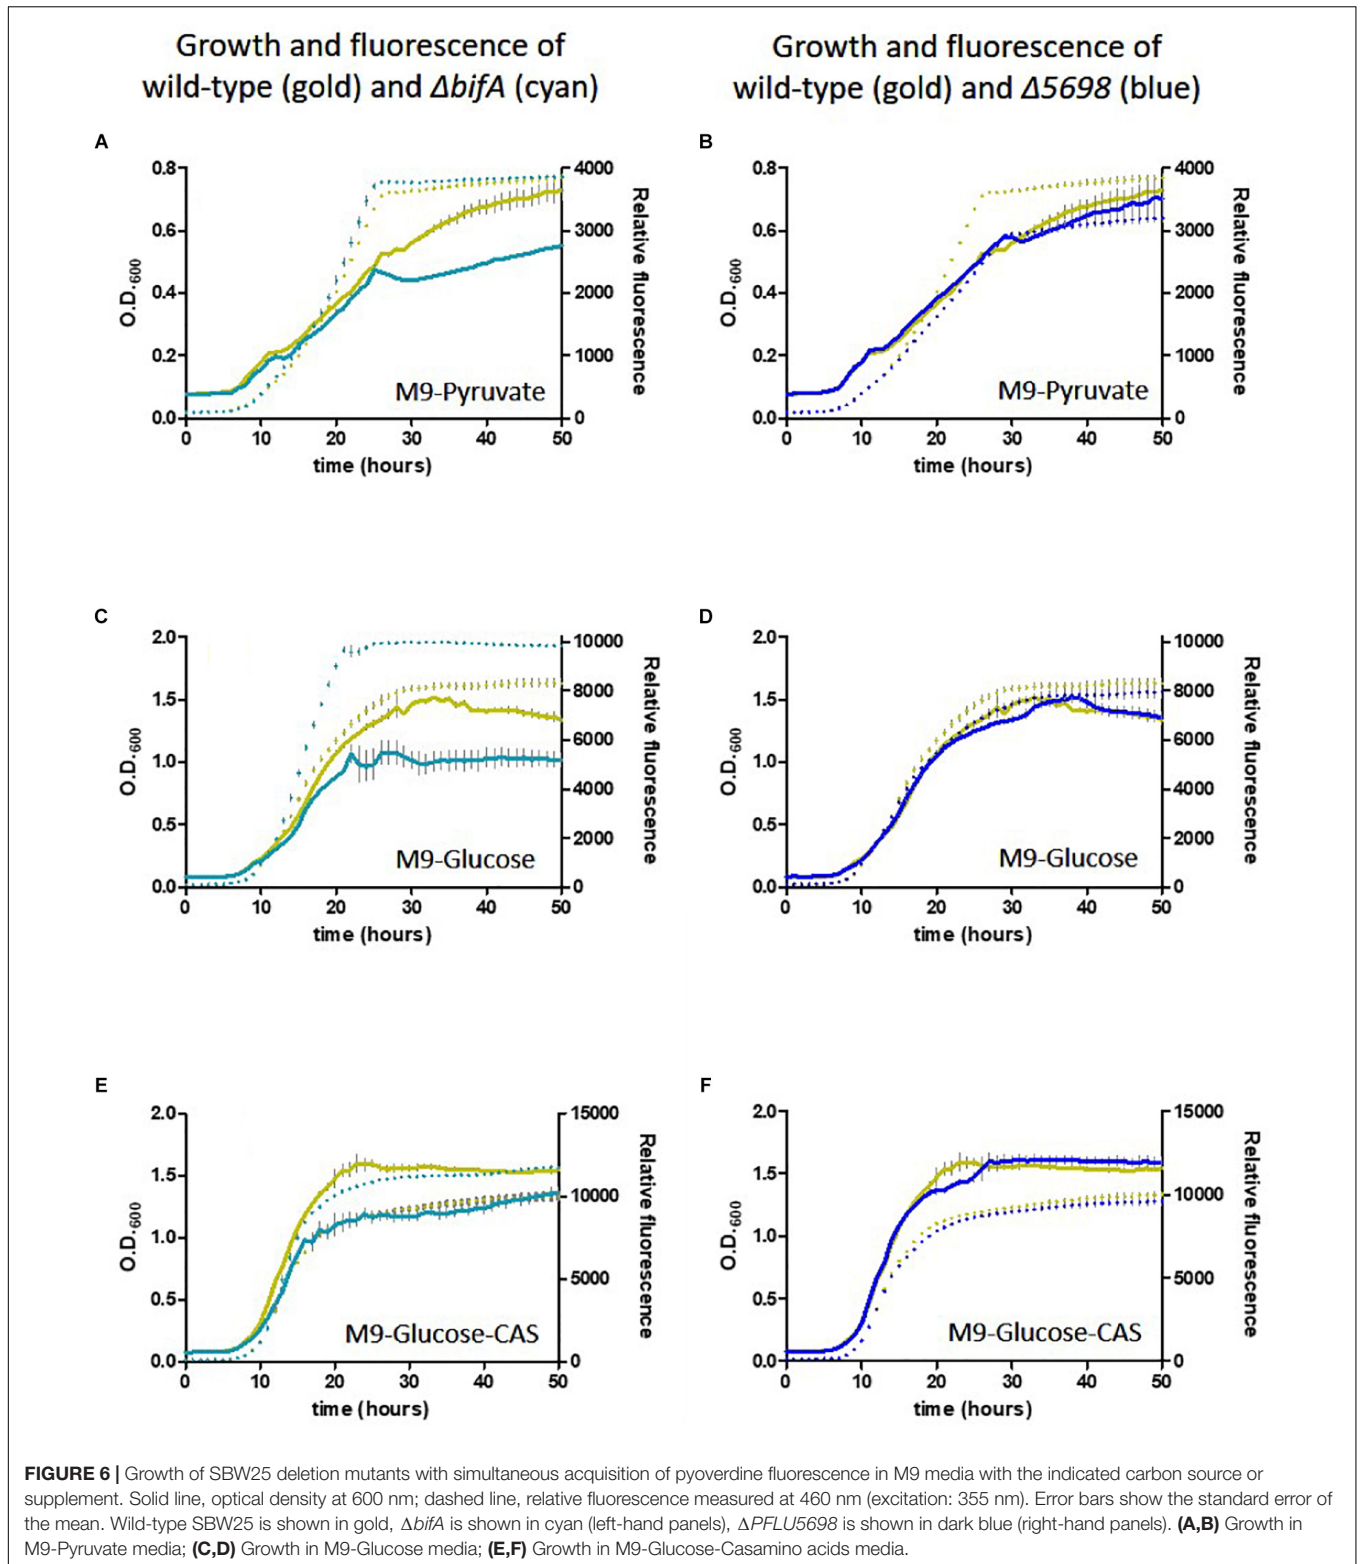 Growth and fluorescence of
wild-type (gold) and ΔbifA (cyan)
Growth and fluorescence of
wild-type (gold) and Δ5698 (blue)
A
0.8
0.6
0.4
0.2
0.0
O.D.600
4000
3000
2000
1000
0
Relative fluorescence
M9-Pyruvate
0 10 20 30 40 50
time (hours)
B
0.8
0.6
0.4
0.2
0.0
O.D.600
4000
3000
2000
1000
0
Relative fluorescence
M9-Pyruvate
0 10 20 30 40 50
time (hours)
C
2.0
1.5
1.0
0.5
0.0
O.D.600
10000
8000
6000
4000
2000
0
Relative fluorescence
M9-Glucose
0 10 20 30 40 50
time (hours)
D
2.0
1.5
1.0
0.5
0.0
O.D.600
10000
8000
6000
4000
2000
0
Relative fluorescence
M9-Glucose
0 10 20 30 40 50
time (hours)
E
2.0
1.5
1.0
0.5
0.0
O.D.600
15000
10000
5000
0
Relative fluorescence
M9-Glucose-CAS
0 10 20 30 40 50
time (hours)
F
2.0
1.5
1.0
0.5
0.0
O.D.600
15000
10000
5000
0
Relative fluorescence
M9-Glucose-CAS
0 10 20 30 40 50
time (hours)
FIGURE 6 | Growth of SBW25 deletion mutants with simultaneous acquisition of pyoverdine fluorescence in M9 media with the indicated carbon source or
supplement. Solid line, optical density at 600 nm; dashed line, relative fluorescence measured at 460 nm (excitation: 355 nm). Error bars show the standard error of
the mean. Wild-type SBW25 is shown in gold, ΔbifA is shown in cyan (left-hand panels), ΔPFLU5698 is shown in dark blue (right-hand panels). (A,B) Growth in
M9-Pyruvate media; (C,D) Growth in M9-Glucose media; (E,F) Growth in M9-Glucose-Casamino acids media.